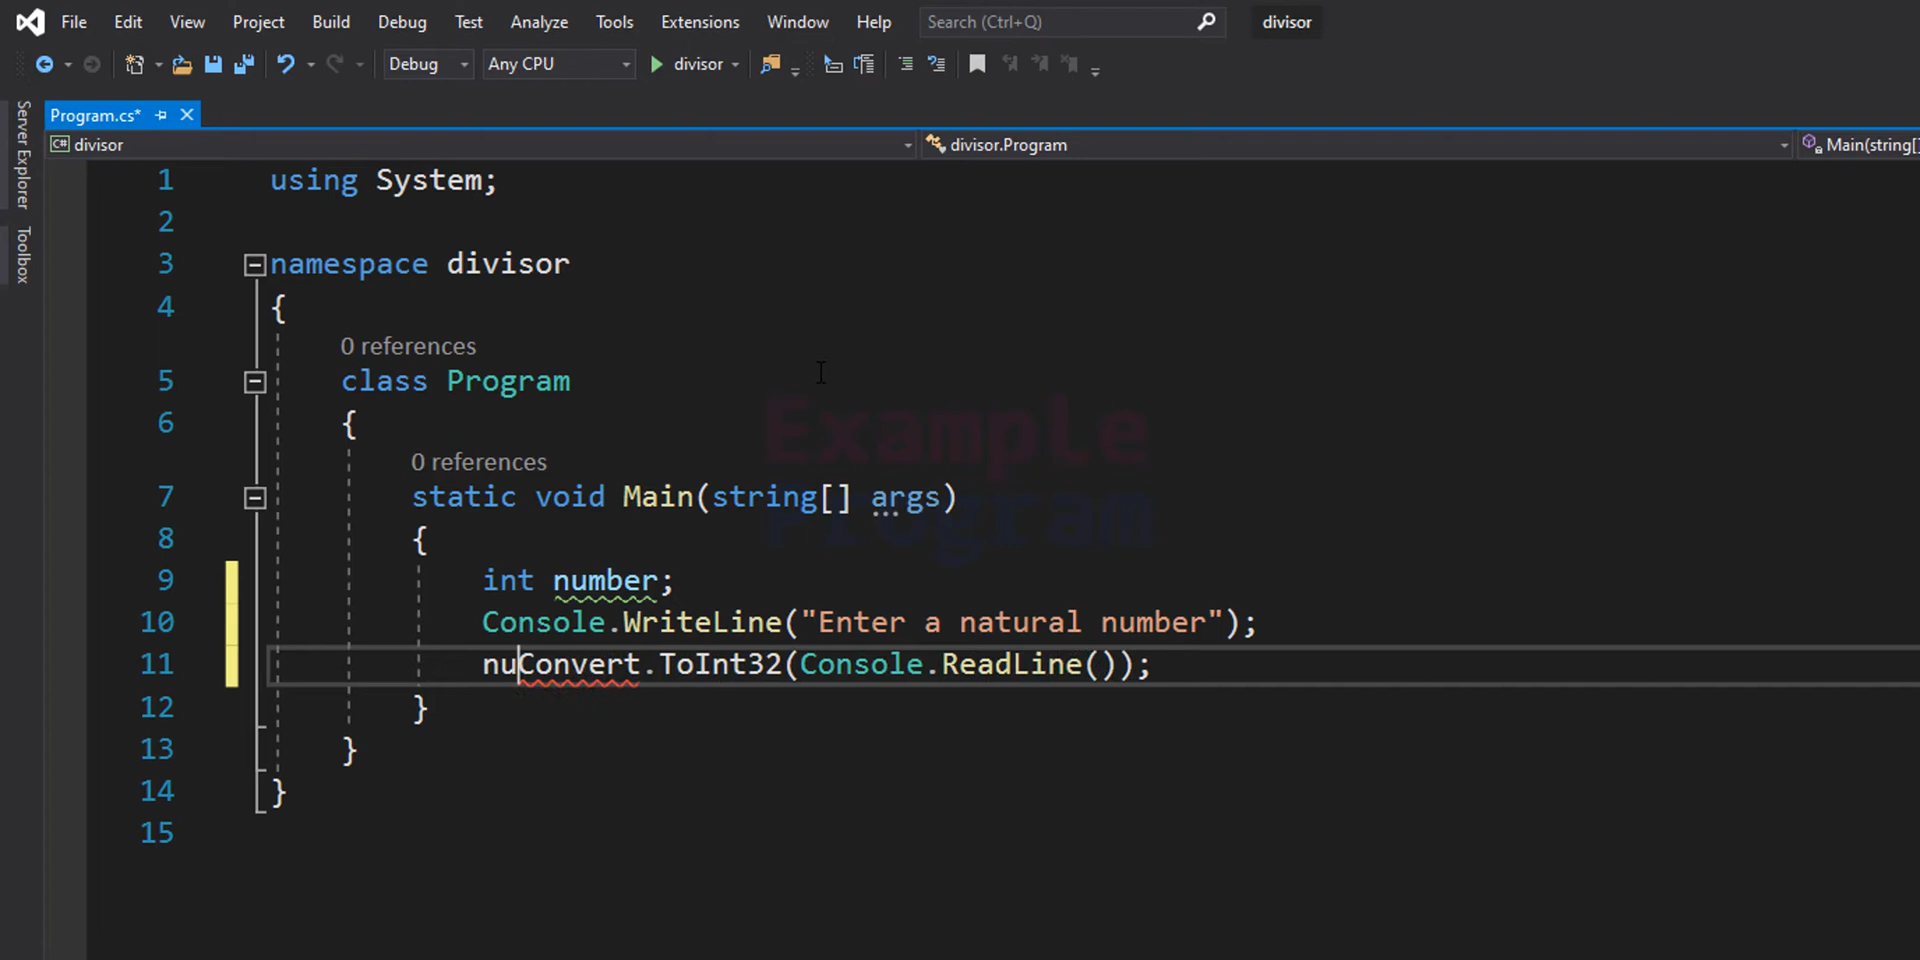 File Edit View Project Build Debug Test Analyze Tools Extensions Window Help Search (Ctrl+Q) divisor
Debug Any CPU divisor
Server Explorer
Toolbox
Program.cs*
C# divisor divisor.Program Main(string[]
1 using System;
2
3 namespace divisor
4 {
0 references
5 class Program
6 {
0 references
7 static void Main(string[] args)
8 {
9 int number;
10 Console.WriteLine("Enter a natural number");
11 nuConvert.ToInt32(Console.ReadLine());
12 }
13 }
14 }
15
Example
Program